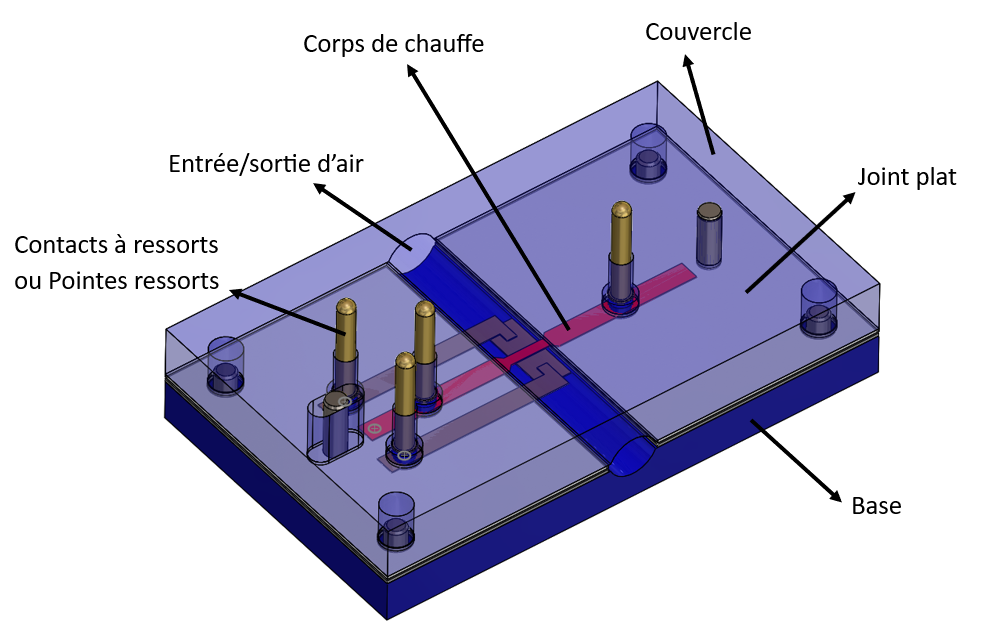 Couvercle
Corps de chauffe
Entrée/sortie d’air
Joint plat
Contacts à ressorts
ou Pointes ressorts
Base